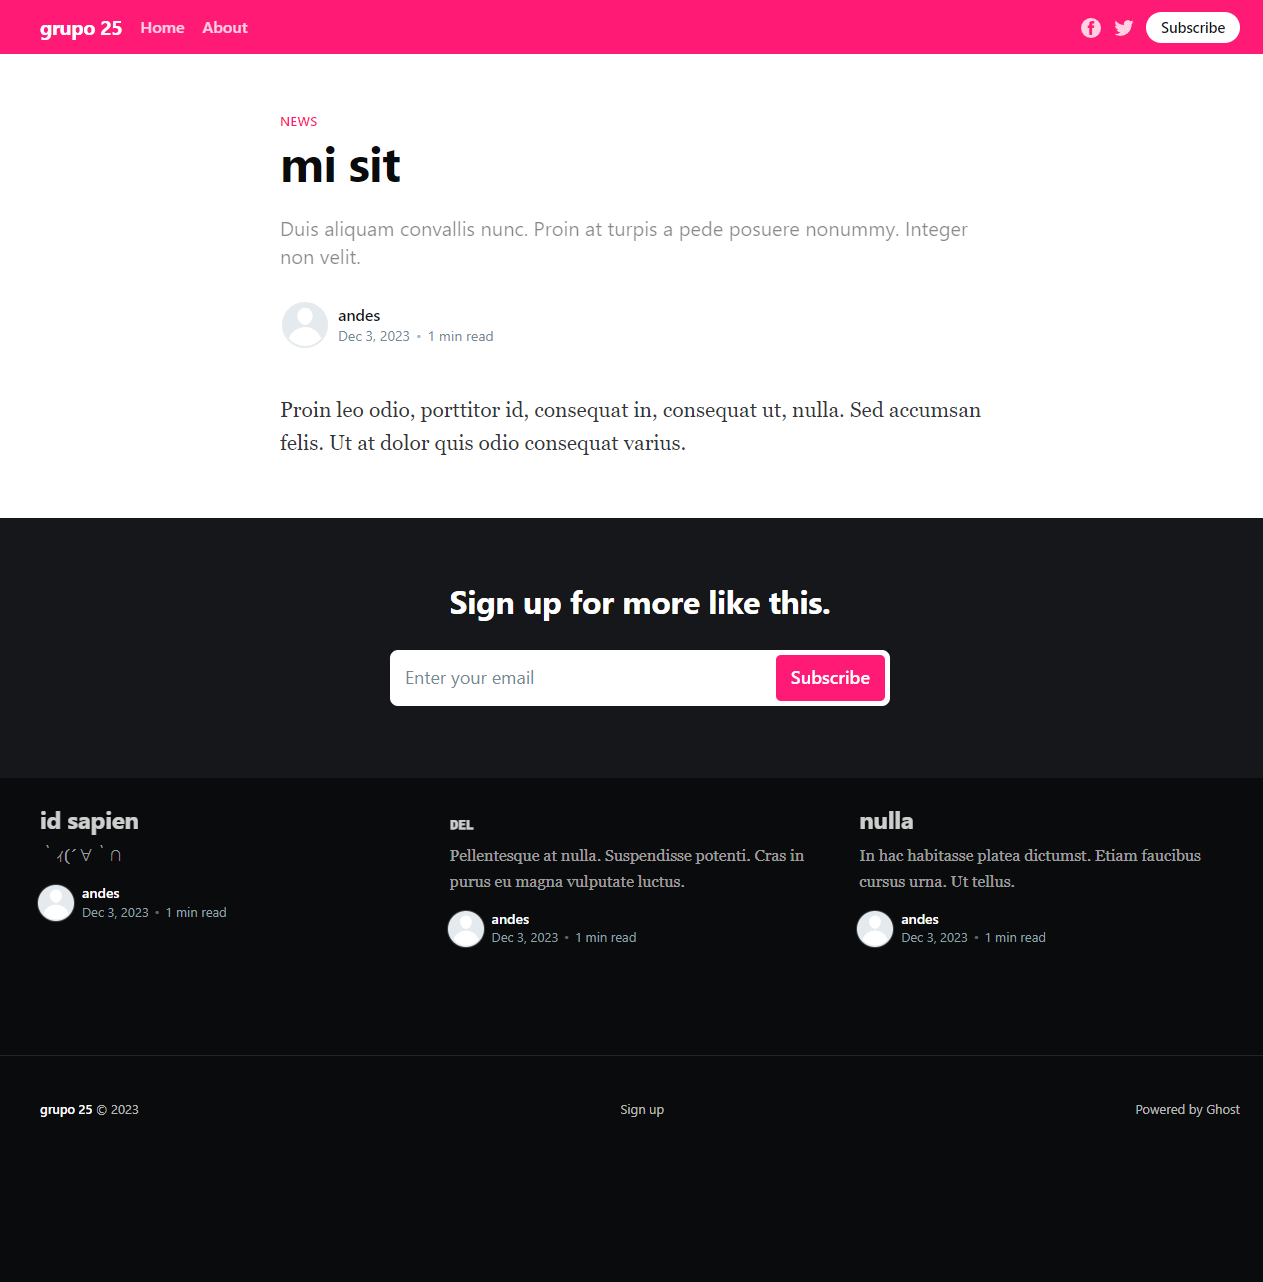 grupo 25 Home About Subscribe
NEWS
mi sit
Duis aliquam convallis nunc. Proin at turpis a pede posuere nonummy. Integer
non velit.
andes
Dec 3, 2023 • 1 min read
Proin leo odio, porttitor id, consequat in, consequat ut, nulla. Sed accumsan
felis. Ut at dolor quis odio consequat varius.
Sign up for more like this.
Enter your email Subscribe
id sapien
｀ｨ(´∀｀∩
andes
Dec 3, 2023 • 1 min read
DEL
Pellentesque at nulla. Suspendisse potenti. Cras in
purus eu magna vulputate luctus.
andes
Dec 3, 2023 • 1 min read
nulla
In hac habitasse platea dictumst. Etiam faucibus
cursus urna. Ut tellus.
andes
Dec 3, 2023 • 1 min read
grupo 25 © 2023 Sign up Powered by Ghost